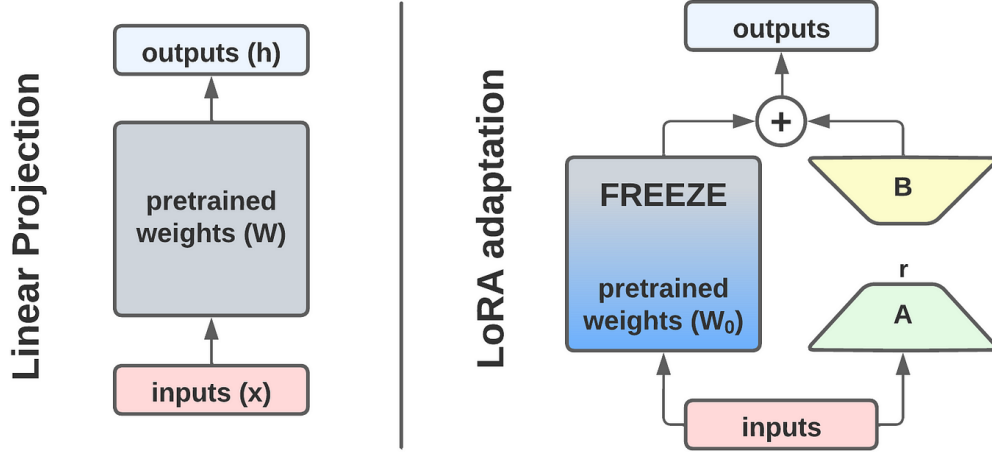 Linear Projection
outputs (h)
pretrained
weights (W)
inputs (x)
LoRA adaptation
outputs
+
FREEZE
pretrained
weights (W₀)
B
r
A
inputs